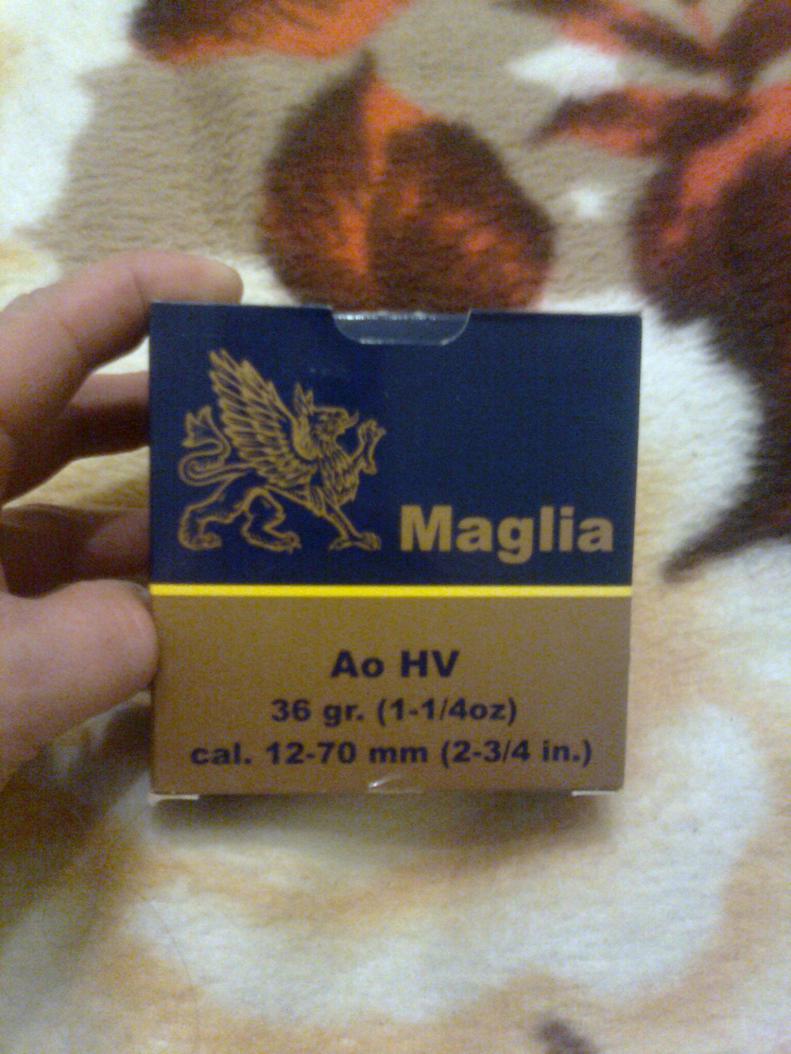 Maglia
Ao HV
36 gr. (1-1/4oz)
cal. 12-70 mm (2-3/4 in.)